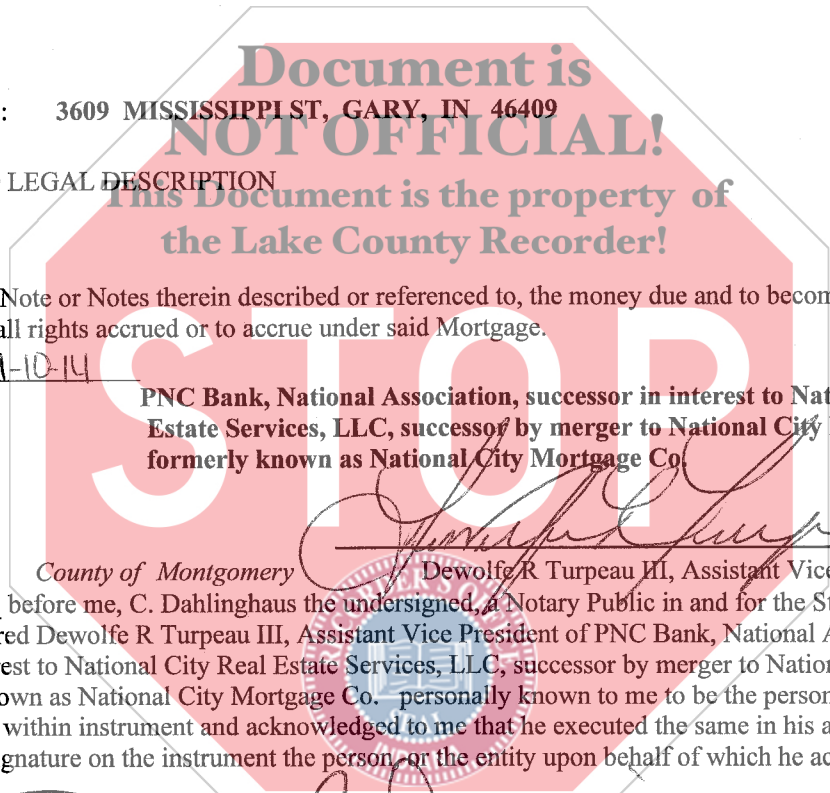 Document is
: 3609 MISSISSIPPI ST, GARY, IN 46409
NOT OFFICIAL!
LEGAL DESCRIPTION
This Document is the property of
the Lake County Recorder!
Note or Notes therein described or referenced to, the money due and to becom
all rights accrued or to accrue under said Mortgage.
1-10-14
STOP
PNC Bank, National Association, successor in interest to Nat
Estate Services, LLC, successor by merger to National City
formerly known as National City Mortgage Co.
County of Montgomery Dewolfe R Turpeau III, Assistant Vice
before me, C. Dahlinghaus the undersigned, a Notary Public in and for the St
red Dewolfe R Turpeau III, Assistant Vice President of PNC Bank, National A
rest to National City Real Estate Services, LLC, successor by merger to Nation
own as National City Mortgage Co. personally known to me to be the person
within instrument and acknowledged to me that he executed the same in his a
gnature on the instrument the person, or the entity upon behalf of which he ac
RECORDER'S OFFICE
INDIANA